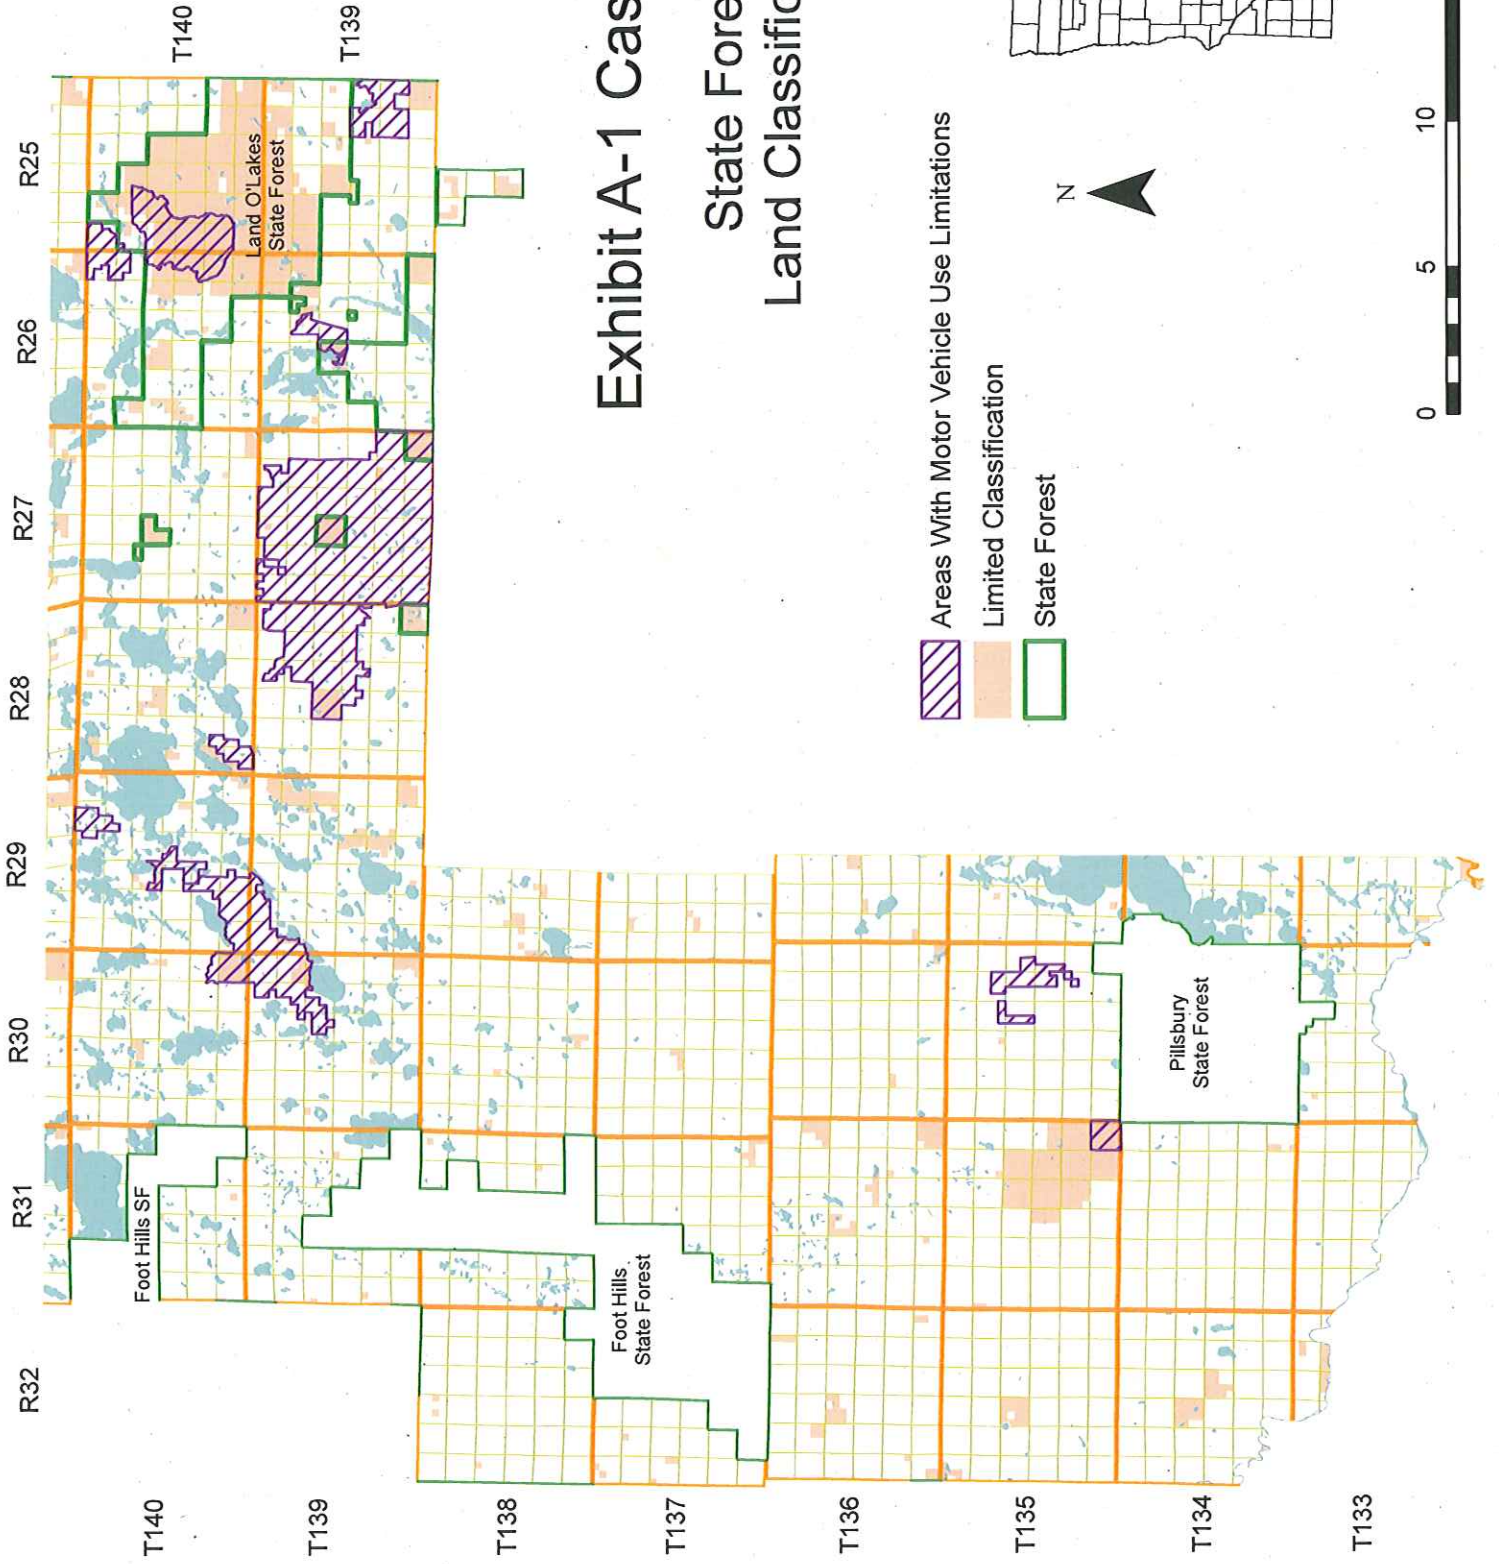 R32
R31
R30
R29
R28
R27
R26
R25
T140
T139
T138
T137
T136
T135
T134
T133
T140
T139
Foot Hills SF
Foot Hills
State Forest
Land O'Lakes
State Forest
Pillsbury
State Forest
Exhibit A-1 Cas
State Fore
Land Classific
Areas With Motor Vehicle Use Limitations
Limited Classification
State Forest
N
0 5 10